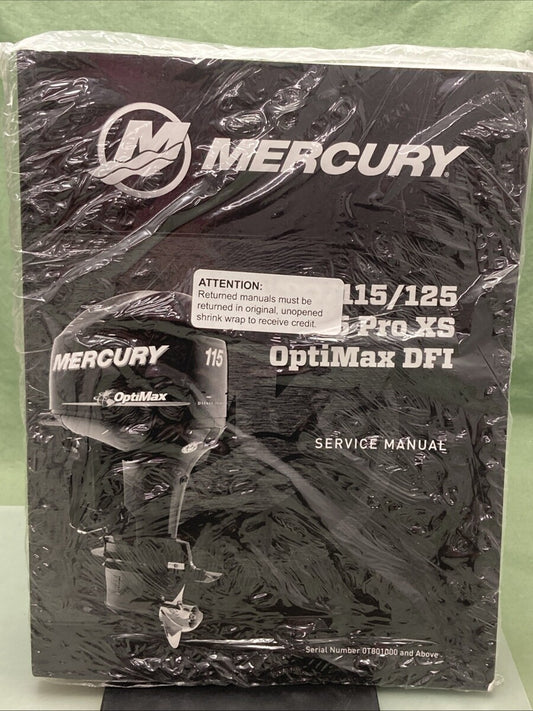 M
MERCURY
ATTENTION:
Returned manuals must be
returned in original, unopened
shrink wrap to receive credit.
115/125
Pro XS
OptiMax DFI
MERCURY 115
OptiMax
SERVICE MANUAL
Serial Number 0T801000 and Above